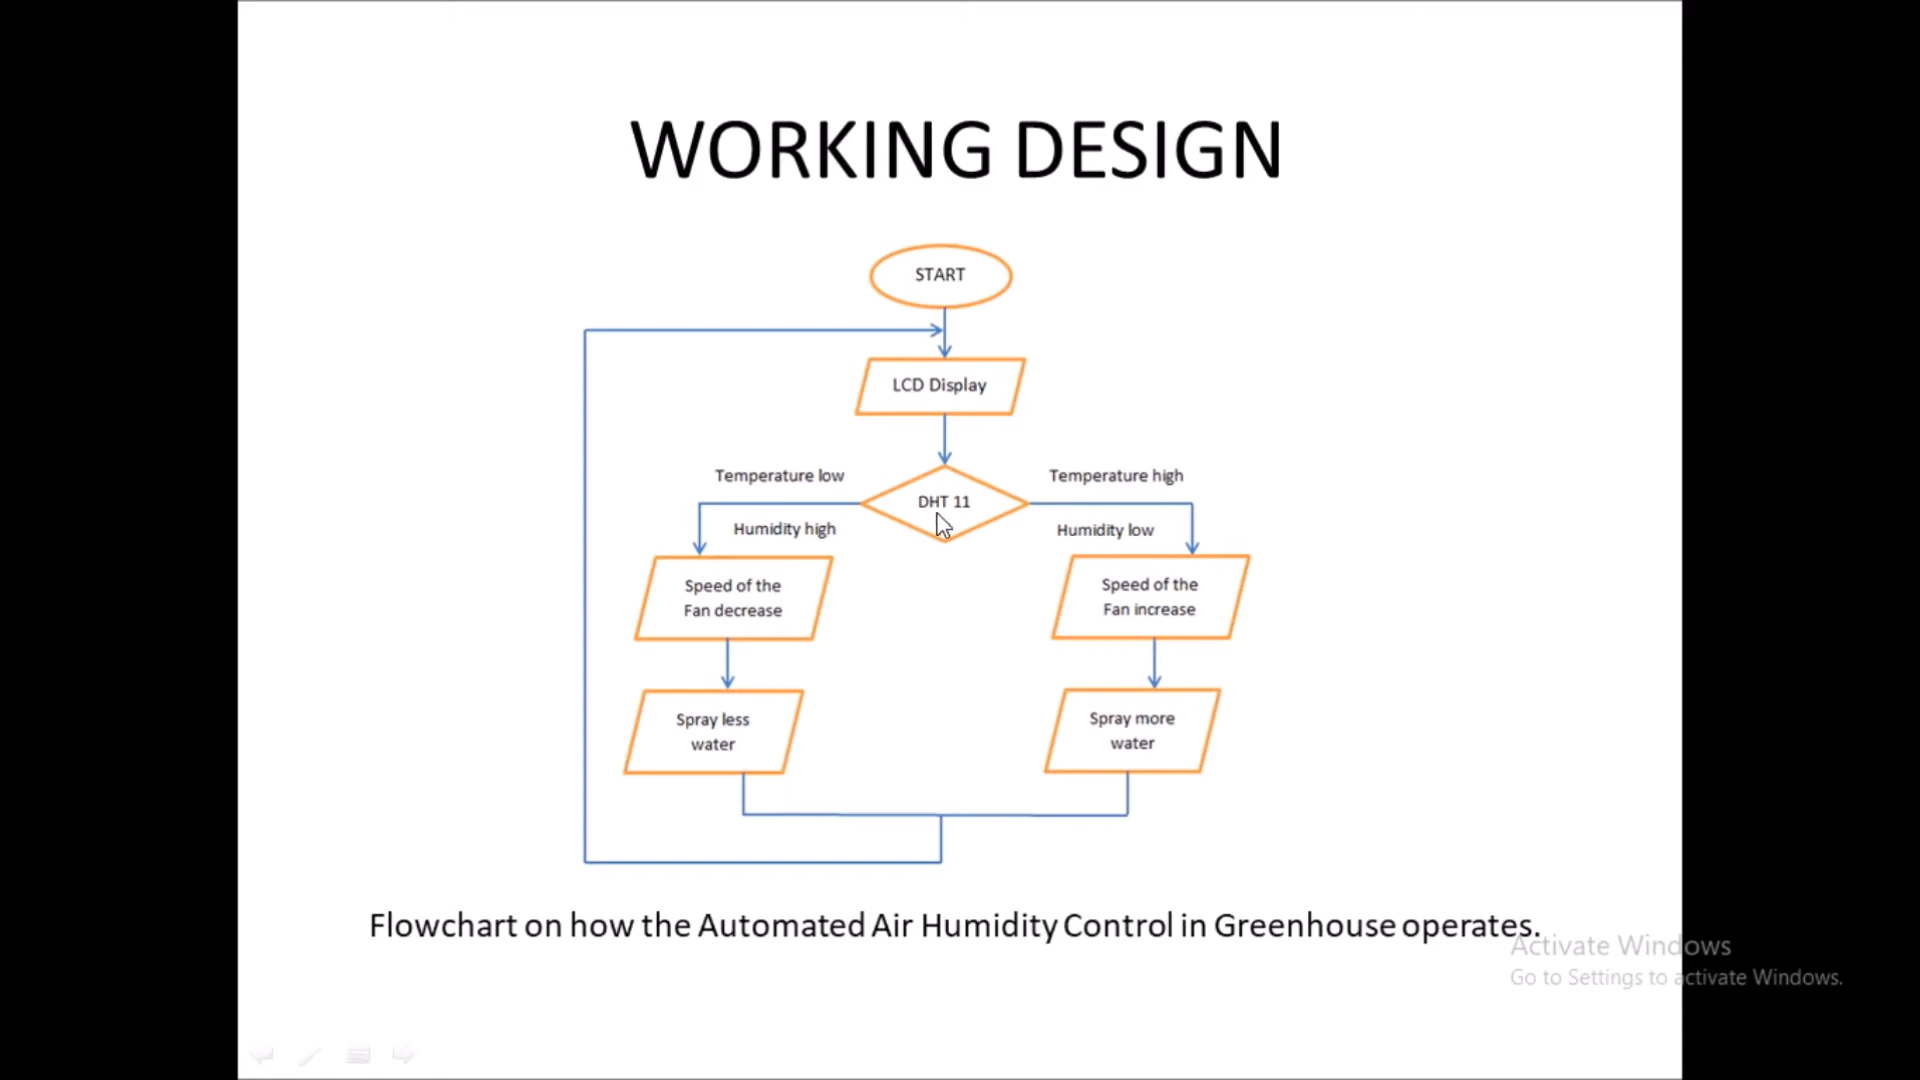 WORKING DESIGN
START
LCD Display
Temperature low
Temperature high
DHT 11
Humidity high
Humidity low
Speed of the
Fan decrease
Speed of the
Fan increase
Spray less
water
Spray more
water
Flowchart on how the Automated Air Humidity Control in Greenhouse operates.
Activate Windows
Go to Settings to activate Windows.